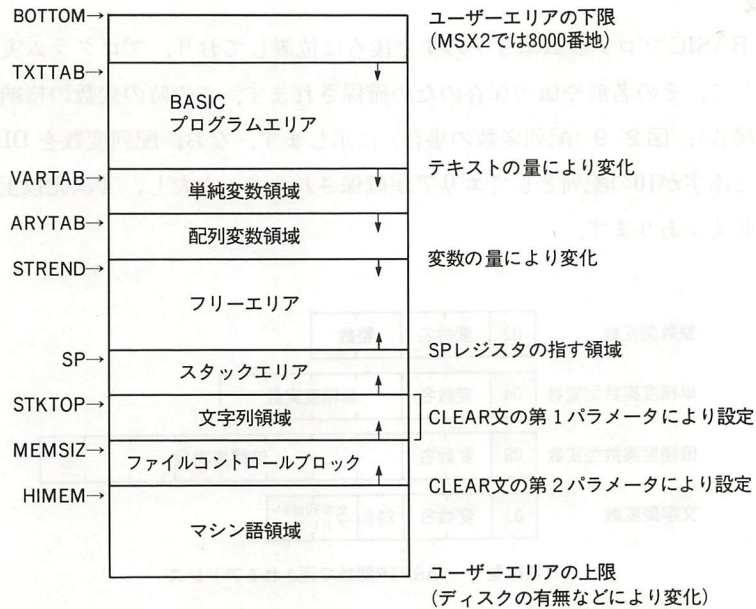 BOTTOM→
ユーザーエリアの下限
(MSX2では8000番地)
TXTTAB→
BASIC
プログラムエリア
VARTAB→
テキストの量により変化
単純変数領域
ARYTAB→
配列変数領域
STREND→
変数の量により変化
フリーエリア
SP→
SPレジスタの指す領域
スタックエリア
STKTOP→
文字列領域
CLEAR文の第1パラメータにより設定
MEMSIZ→
ファイルコントロールブロック
HIMEM→
CLEAR文の第2パラメータにより設定
マシン語領域
ユーザーエリアの上限
(ディスクの有無などにより変化)